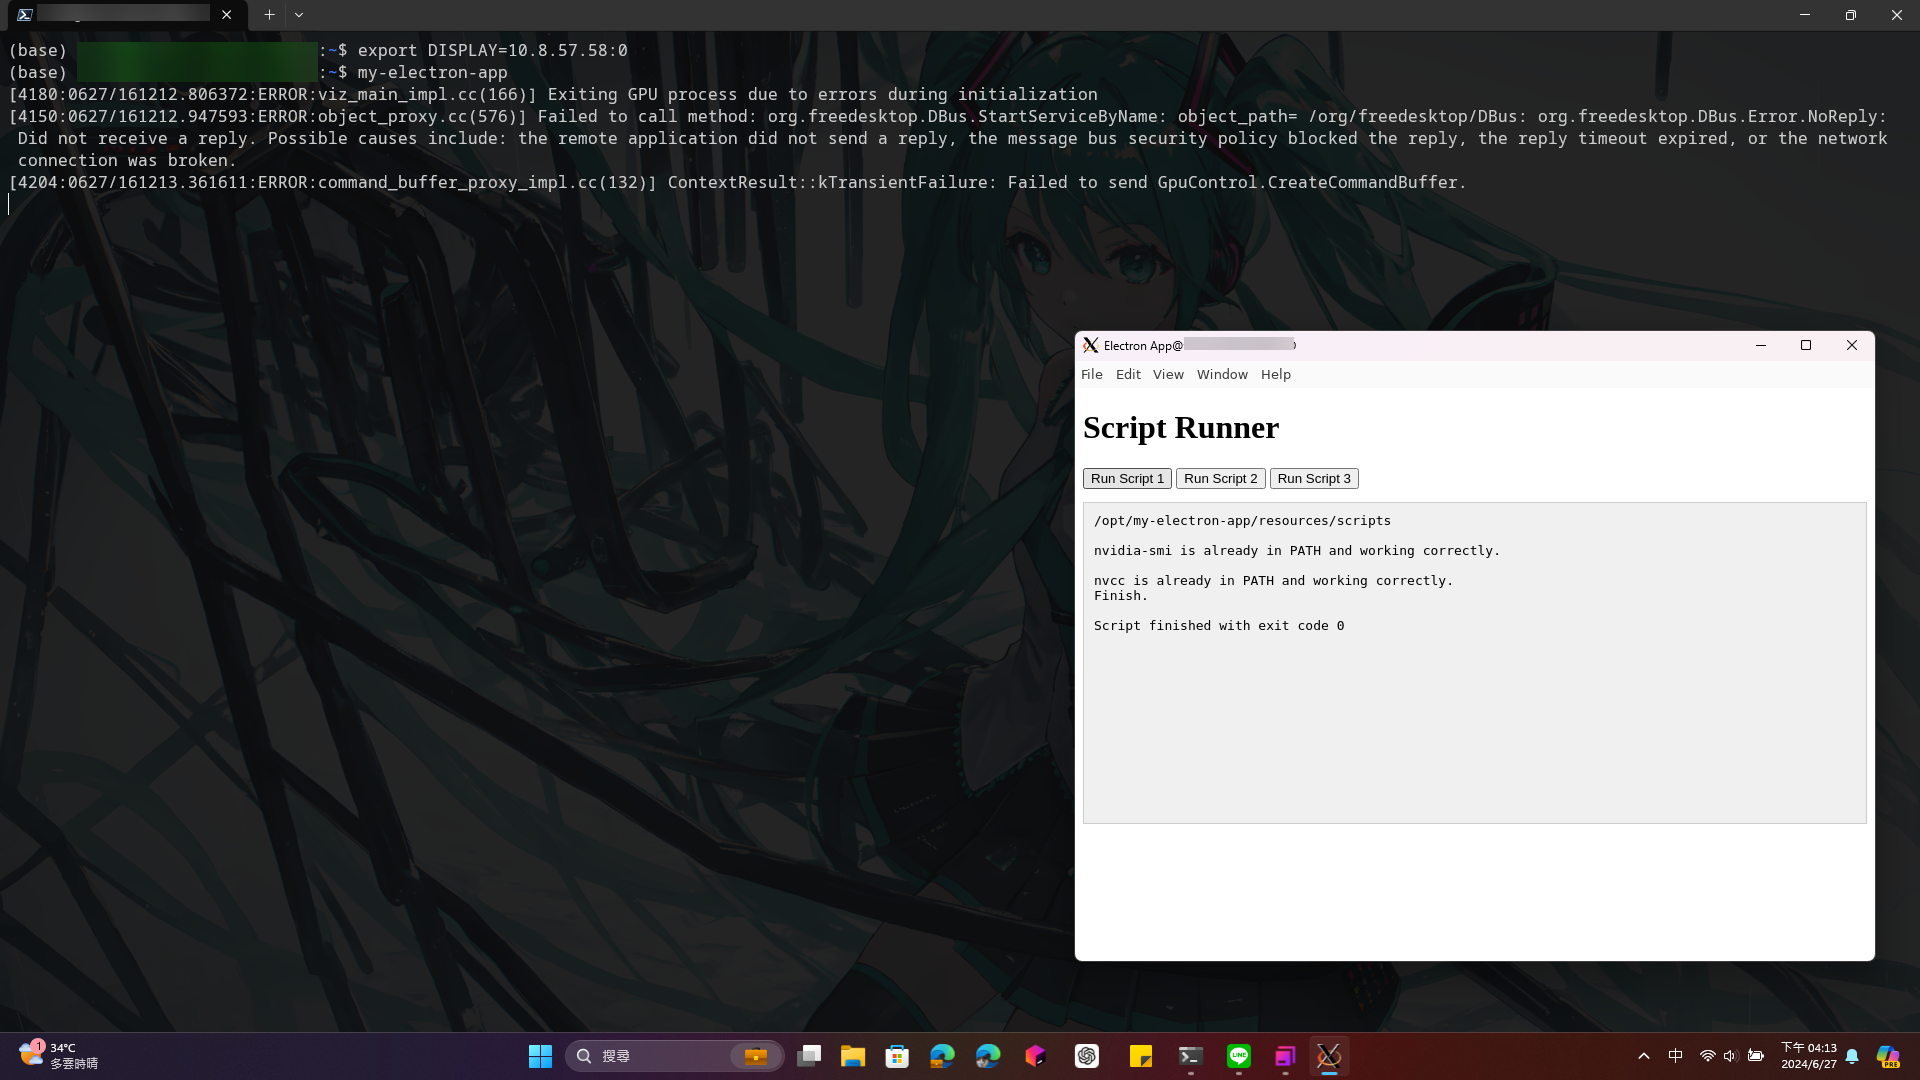 (base) :~$ export DISPLAY=10.8.57.58:0
(base) :~$ my-electron-app
[4180:0627/161212.806372:ERROR:viz_main_impl.cc(166)] Exiting GPU process due to errors during initialization
[4150:0627/161212.947593:ERROR:object_proxy.cc(576)] Failed to call method: org.freedesktop.DBus.StartServiceByName: object_path= /org/freedesktop/DBus: org.freedesktop.DBus.Error.NoReply:
Did not receive a reply. Possible causes include: the remote application did not send a reply, the message bus security policy blocked the reply, the reply timeout expired, or the network
connection was broken.
[4204:0627/161213.361611:ERROR:command_buffer_proxy_impl.cc(132)] ContextResult::kTransientFailure: Failed to send GpuControl.CreateCommandBuffer.
Electron App@
File Edit View Window Help
Script Runner
Run Script 1 Run Script 2 Run Script 3
/opt/my-electron-app/resources/scripts
nvidia-smi is already in PATH and working correctly.
nvcc is already in PATH and working correctly.
Finish.
Script finished with exit code 0
1
34°C
多雲時晴
搜尋
LINE
中
下午 04:13
2024/6/27
PRE